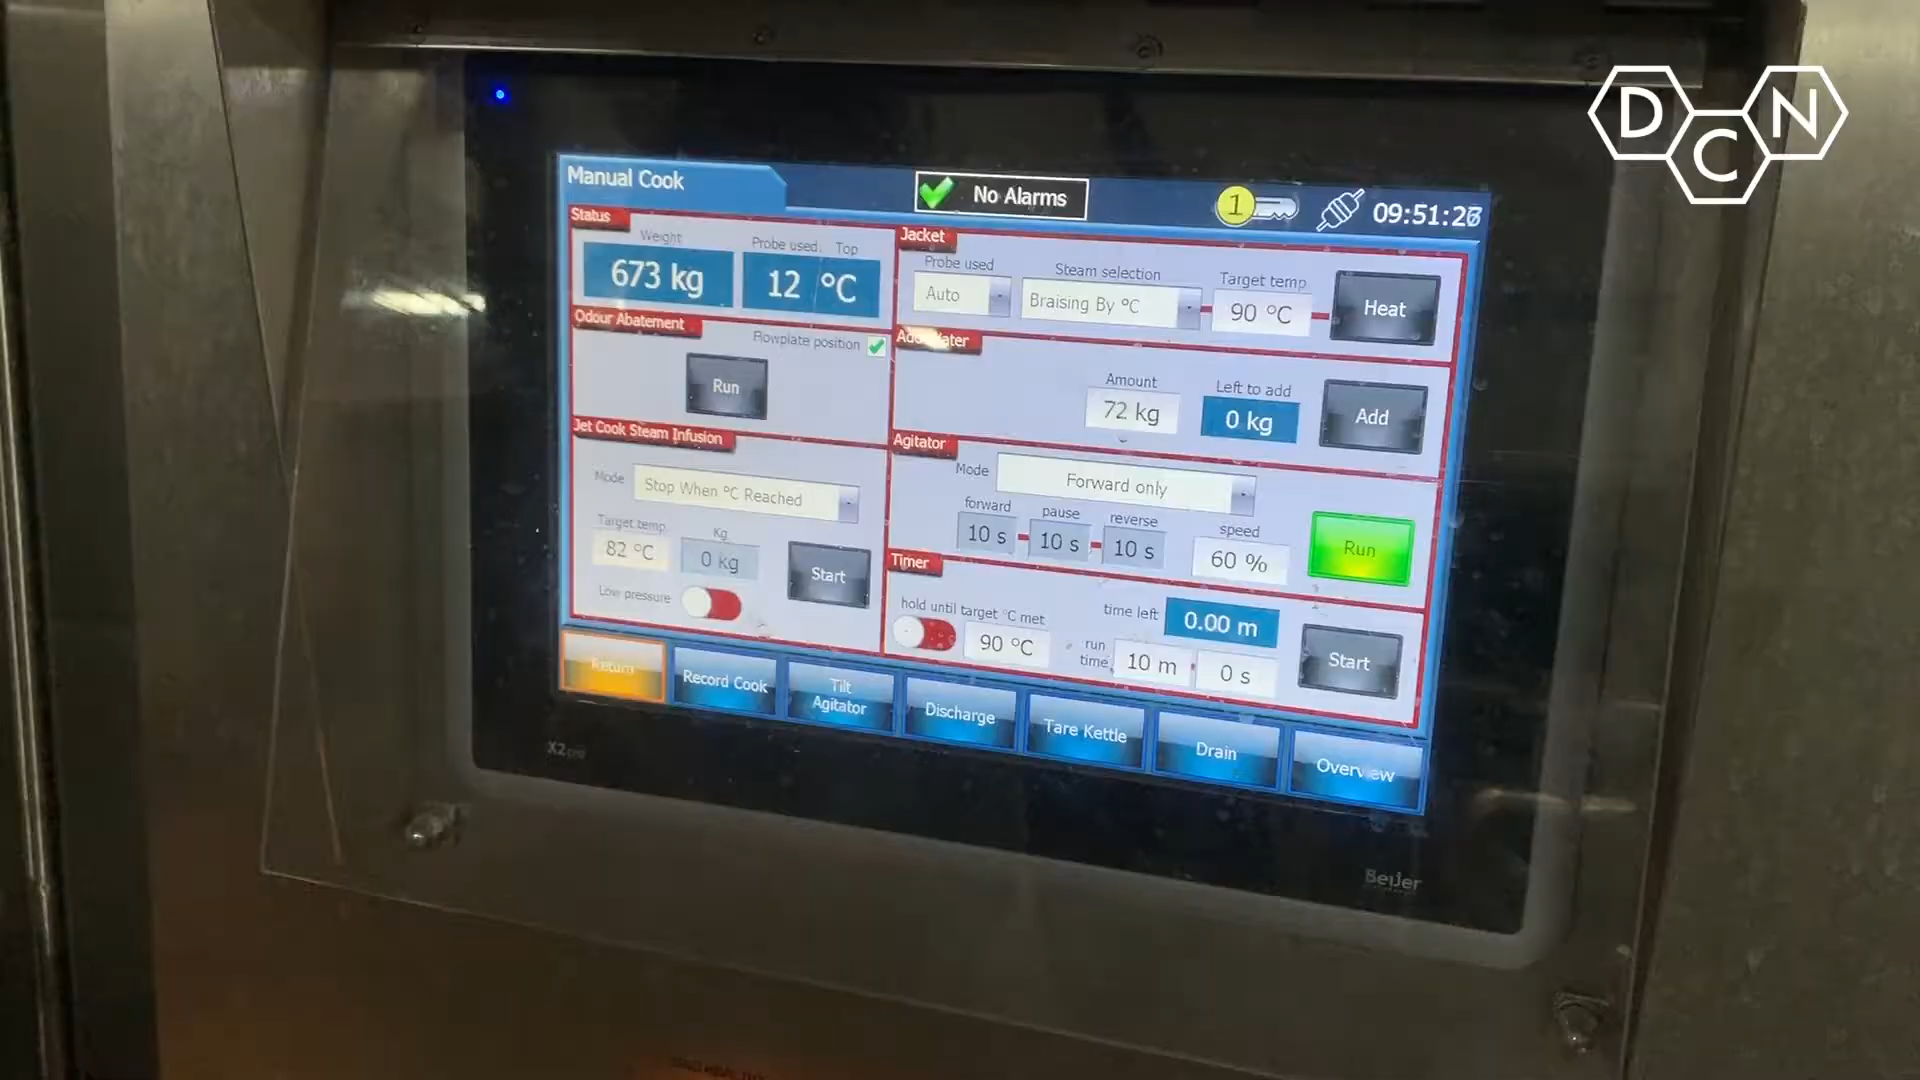 DCN
Manual Cook
No Alarms
1
Status
Weight
Probe used: Top
673 kg
12 °C
Odour Abatement
Flowplate position
Run
Jet Cook Steam Infusion
Mode
Stop When °C Reached
Target temp
Kg
82 °C
0 kg
Start
Low pressure
Jacket
Probe used
Steam selection
Target temp
Auto
Braising By °C
90 °C
Heat
Amount
Left to add
72 kg
0 kg
Add
Agitator
Mode
Forward only
forward
pause
reverse
speed
10 s
10 s
10 s
60 %
Run
Timer
hold until target °C met
time left
0.00 m
90 °C
run time
10 m
0 s
Start
Return
Record Cook
Tilt
Agitator
Discharge
Tare Kettle
Drain
Overview
X2 pro
Beijer